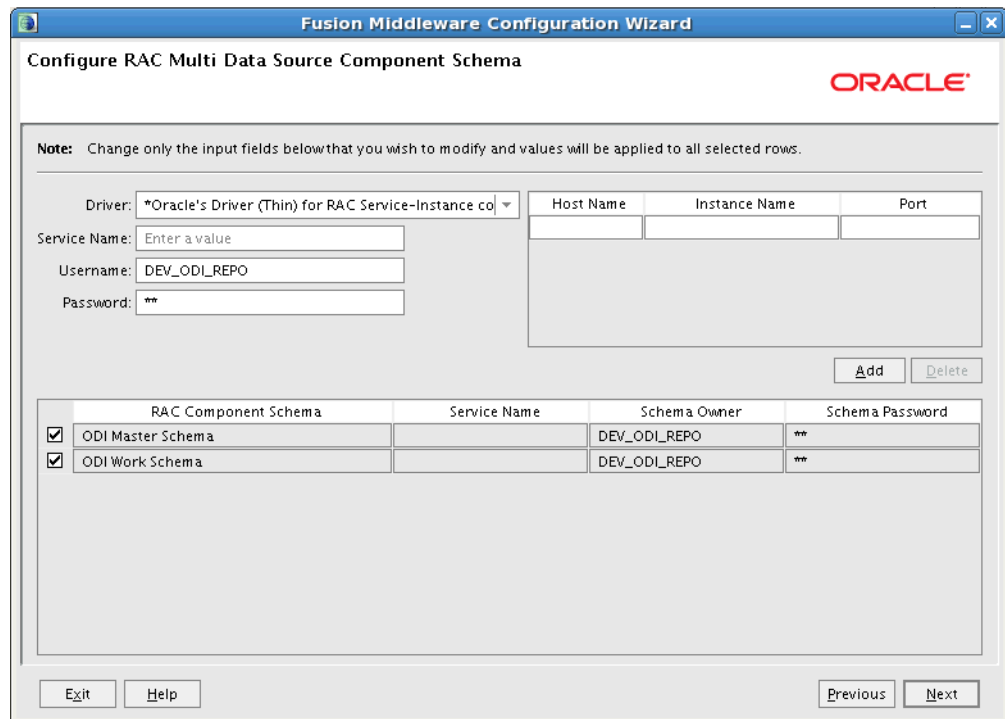 Fusion Middleware Configuration Wizard
Configure RAC Multi Data Source Component Schema
ORACLE
Note: Change only the input fields below that you wish to modify and values will be applied to all selected rows.
Driver: *Oracle's Driver (Thin) for RAC Service-Instance co
Service Name: Enter a value
Username: DEV_ODI_REPO
Password: **
Host Name Instance Name Port
Add Delete
RAC Component Schema Service Name Schema Owner Schema Password
ODI Master Schema DEV_ODI_REPO **
ODI Work Schema DEV_ODI_REPO **
Exit Help Previous Next